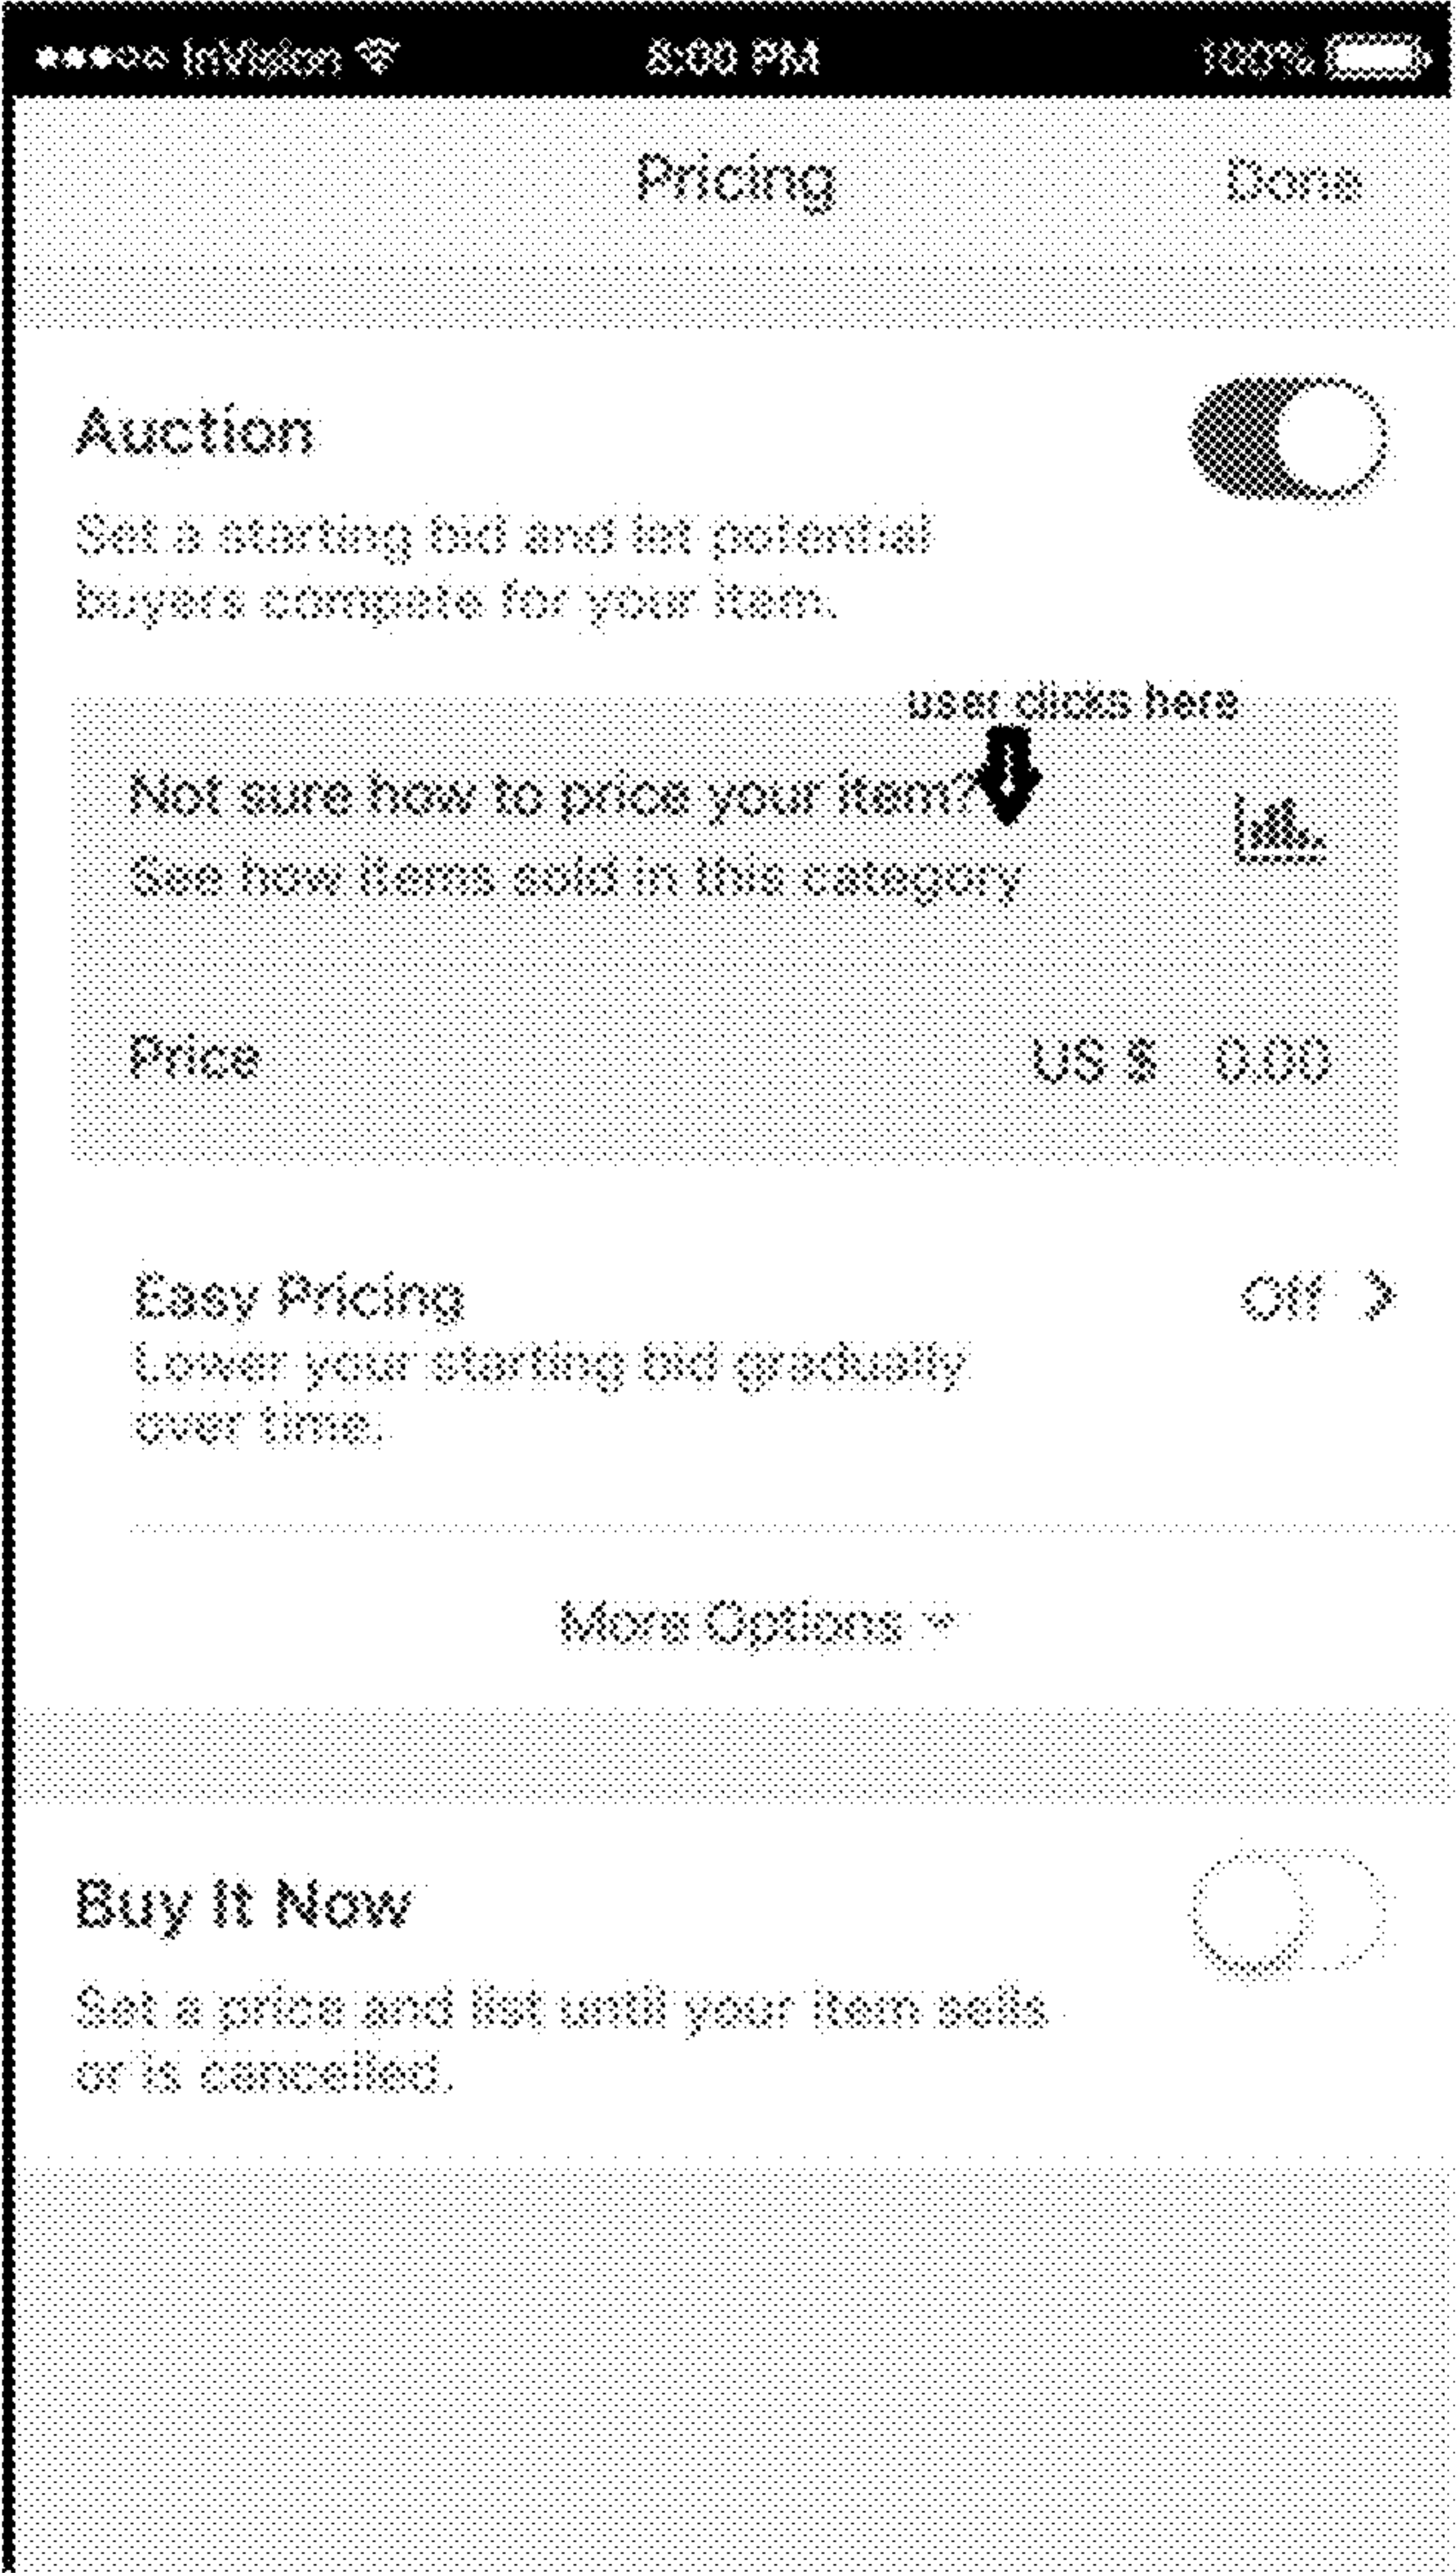 InVision 8:00 PM 100%
Pricing Done
Auction
Set a starting bid and let potential
buyers compete for your item.
user clicks here
Not sure how to price your item?
See how items sold in this category
Price US $ 0.00
Easy Pricing Off >
Lower your starting bid gradually
over time.
More Options
Buy It Now
Set a price and list until your item sells
or is cancelled.